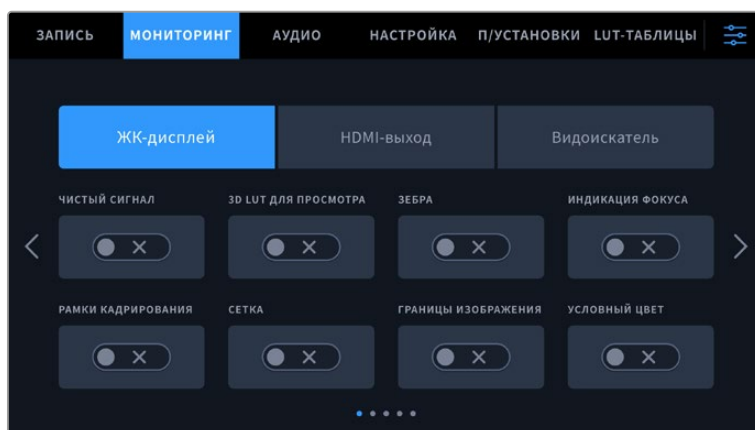 ЗАПИСЬ МОНИТОРИНГ АУДИО НАСТРОЙКА П/УСТАНОВКИ LUT-ТАБЛИЦЫ
ЖК-дисплей HDMI-выход Видоискатель
ЧИСТЫЙ СИГНАЛ 3D LUT ДЛЯ ПРОСМОТРА ЗЕБРА ИНДИКАЦИЯ ФОКУСА
РАМКИ КАДРИРОВАНИЯ СЕТКА ГРАНИЦЫ ИЗОБРАЖЕНИЯ УСЛОВНЫЙ ЦВЕТ